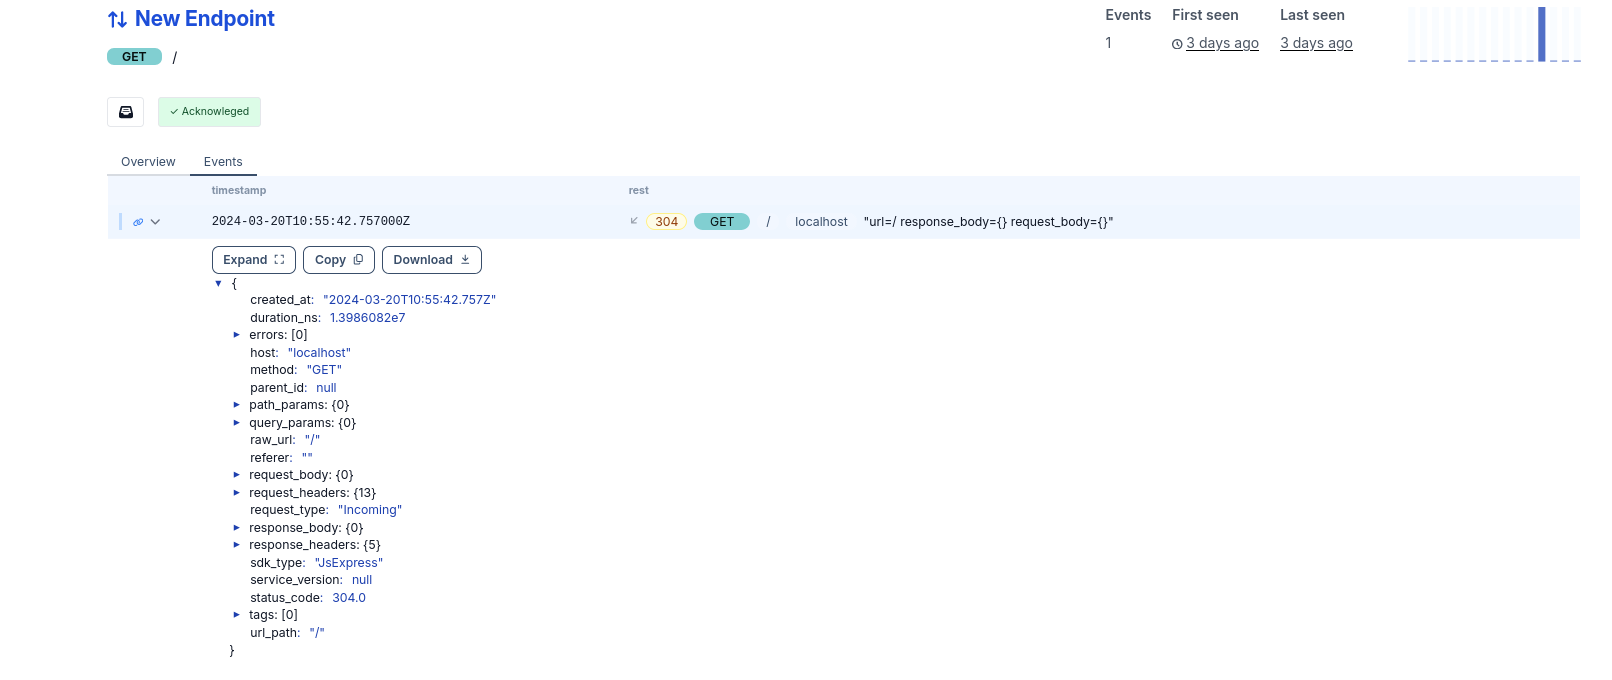 New Endpoint
Events First seen Last seen
GET /
1 3 days ago 3 days ago
✓ Acknowleged
Overview Events
timestamp rest
2024-03-20T10:55:42.757000Z 304 GET / localhost "url=/ response_body={} request_body={}"
Expand Copy Download
{
created_at: "2024-03-20T10:55:42.757Z"
duration_ns: 1.3986082e7
errors: [0]
host: "localhost"
method: "GET"
parent_id: null
path_params: {0}
query_params: {0}
raw_url: "/"
referer: ""
request_body: {0}
request_headers: {13}
request_type: "Incoming"
response_body: {0}
response_headers: {5}
sdk_type: "JsExpress"
service_version: null
status_code: 304.0
tags: [0]
url_path: "/"
}